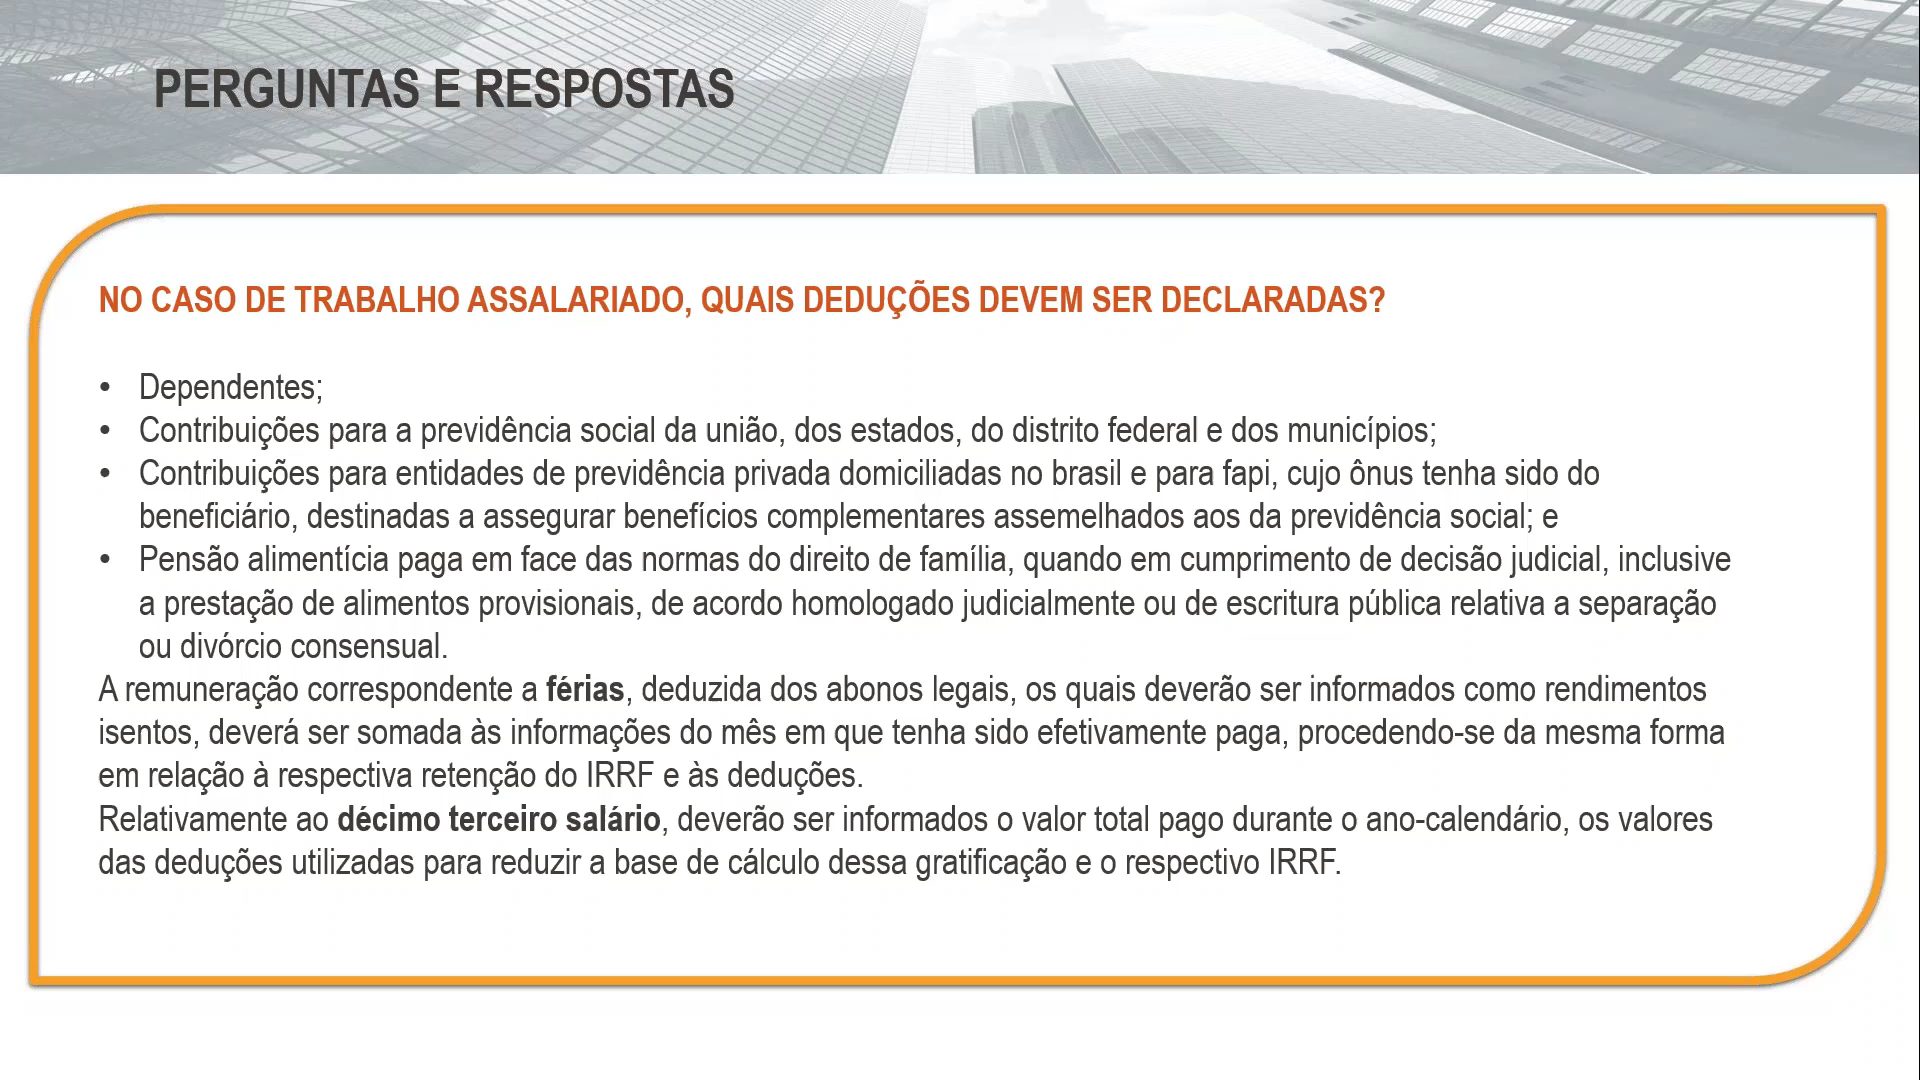 PERGUNTAS E RESPOSTAS
NO CASO DE TRABALHO ASSALARIADO, QUAIS DEDUÇÕES DEVEM SER DECLARADAS?
• Dependentes;
• Contribuições para a previdência social da união, dos estados, do distrito federal e dos municípios;
• Contribuições para entidades de previdência privada domiciliadas no brasil e para fapi, cujo ônus tenha sido do
beneficiário, destinadas a assegurar benefícios complementares assemelhados aos da previdência social; e
• Pensão alimentícia paga em face das normas do direito de família, quando em cumprimento de decisão judicial, inclusive
a prestação de alimentos provisionais, de acordo homologado judicialmente ou de escritura pública relativa a separação
ou divórcio consensual.
A remuneração correspondente a férias, deduzida dos abonos legais, os quais deverão ser informados como rendimentos
isentos, deverá ser somada às informações do mês em que tenha sido efetivamente paga, procedendo-se da mesma forma
em relação à respectiva retenção do IRRF e às deduções.
Relativamente ao décimo terceiro salário, deverão ser informados o valor total pago durante o ano-calendário, os valores
das deduções utilizadas para reduzir a base de cálculo dessa gratificação e o respectivo IRRF.